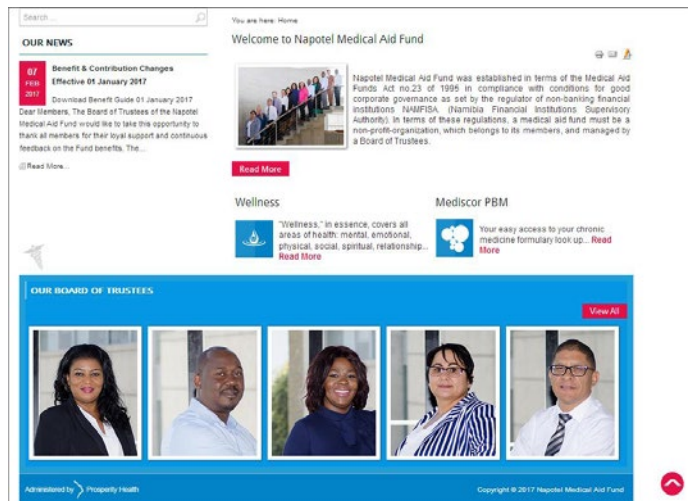 Search ...
OUR NEWS
07
FEB
2017
Benefit & Contribution Changes
Effective 01 January 2017
Download Benefit Guide 01 January 2017
Dear Members, The Board of Trustees of the Napotel
Medical Aid Fund would like to take this opportunity to
thank all members for their loyal support and continuous
feedback on the Fund benefits. The...
Read More...
You are here: Home
Welcome to Napotel Medical Aid Fund
Napotel Medical Aid Fund was established in terms of the Medical Aid
Funds Act no.23 of 1995 in compliance with conditions for good
corporate governance as set by the regulator of non-banking financial
institutions NAMFISA. (Namibia Financial Institutions Supervisory
Authority). In terms of these regulations, a medical aid fund must be a
non-profit-organization, which belongs to its members, and managed by
a Board of Trustees.
Read More
Wellness
"Wellness," in essence, covers all
areas of health: mental, emotional,
physical, social, spiritual, relationship...
Read More
Mediscor PBM
Your easy access to your chronic
medicine formulary look up... Read
More
OUR BOARD OF TRUSTEES
View All
Administered by Prosperity Health
Copyright © 2017 Napotel Medical Aid Fund